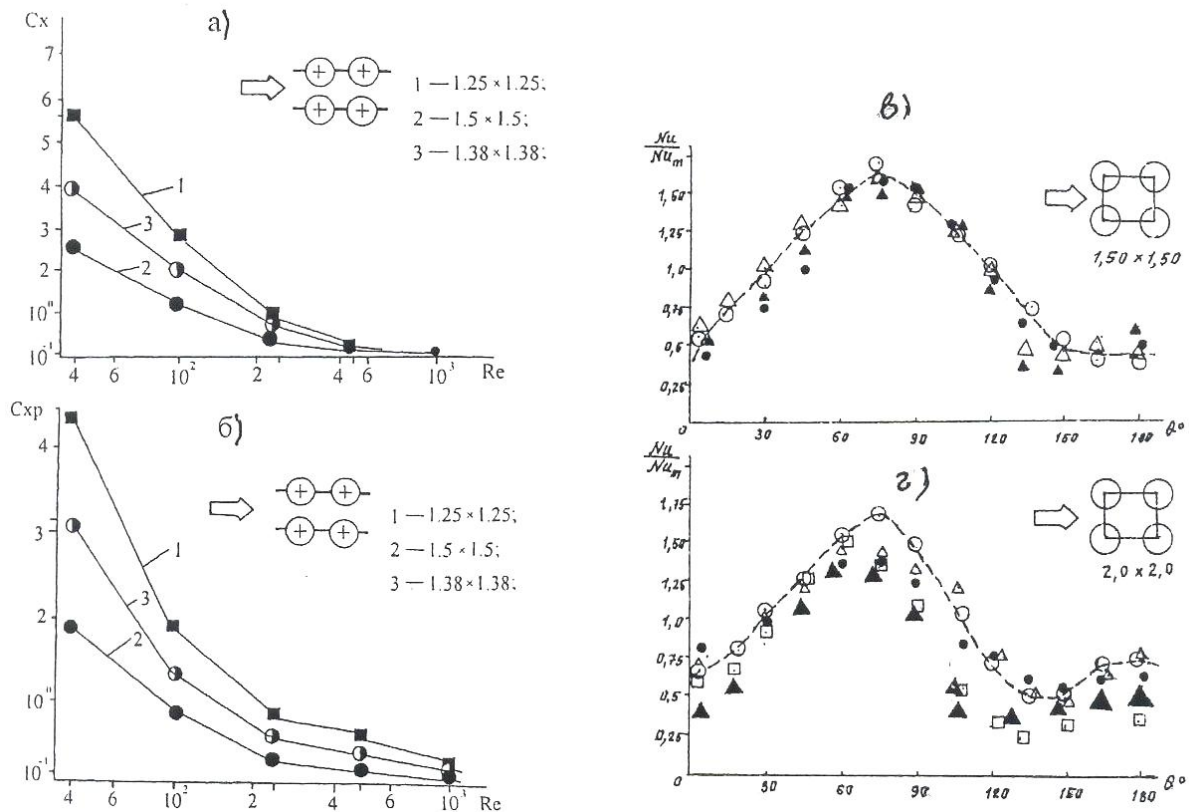 Cx
а)
7
6
5
4
3
2
10"
10⁻¹
1
3
2
1 — 1.25 × 1.25;
2 — 1.5 × 1.5;
3 — 1.38 × 1.38;
4 6 10² 2 4 6 10³ Re
Cxp
б)
4
3
2
10⁰
10⁻¹
1
3
2
1 — 1.25 × 1.25;
2 — 1.5 × 1.5;
3 — 1.38 × 1.38;
4 6 10² 2 4 6 8 10³ Re
в)
Nu
Nuₘ
1,50
1,25
1,0
0,75
0,5
0,25
0 30 60 90 120 150 180 θ°
1,50 × 1,50
г)
Nu
Nuₘ
1,75
1,50
1,25
1,0
0,75
0,5
0,25
0 30 60 90 120 150 180 θ°
2,0 × 2,0